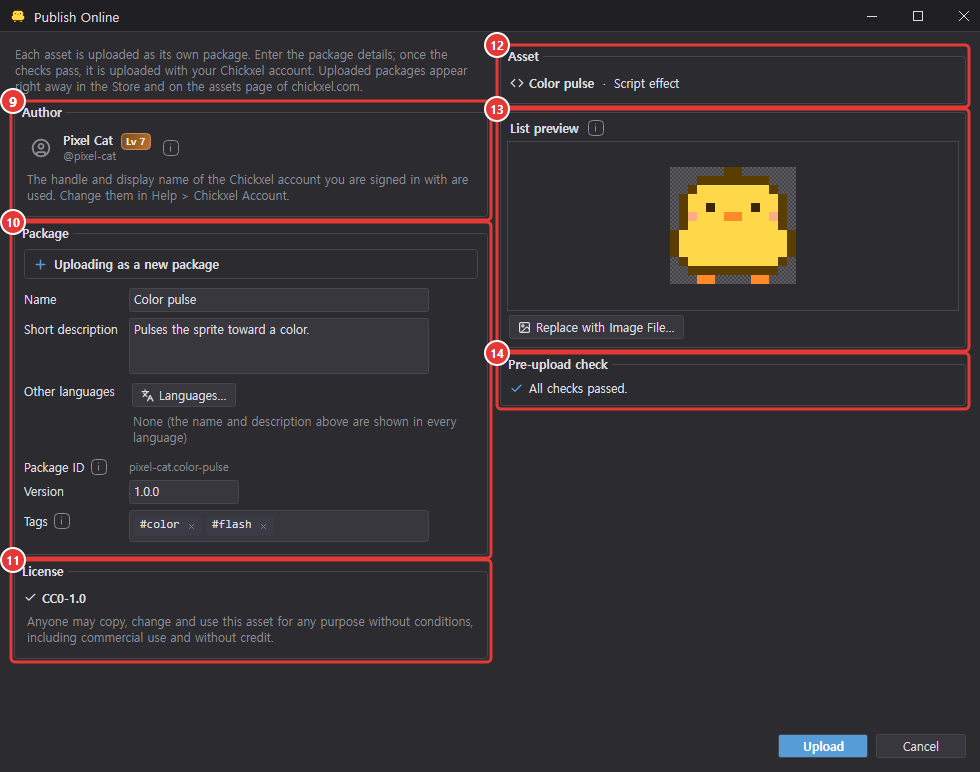 Publish Online
Each asset is uploaded as its own package. Enter the package details; once the
checks pass, it is uploaded with your Chickxel account. Uploaded packages appear
right away in the Store and on the assets page of chickxel.com.
9
Author
Pixel Cat Lv 7
@pixel-cat
The handle and display name of the Chickxel account you are signed in with are
used. Change them in Help > Chickxel Account.
10
Package
+ Uploading as a new package
Name Color pulse
Short description Pulses the sprite toward a color.
Other languages Languages...
None (the name and description above are shown in every
language)
Package ID i pixel-cat.color-pulse
Version 1.0.0
Tags i #color × #flash ×
11
License
CC0-1.0
Anyone may copy, change and use this asset for any purpose without conditions,
including commercial use and without credit.
12
Asset
<> Color pulse · Script effect
13
List preview i
Replace with Image File...
14
Pre-upload check
All checks passed.
Upload Cancel